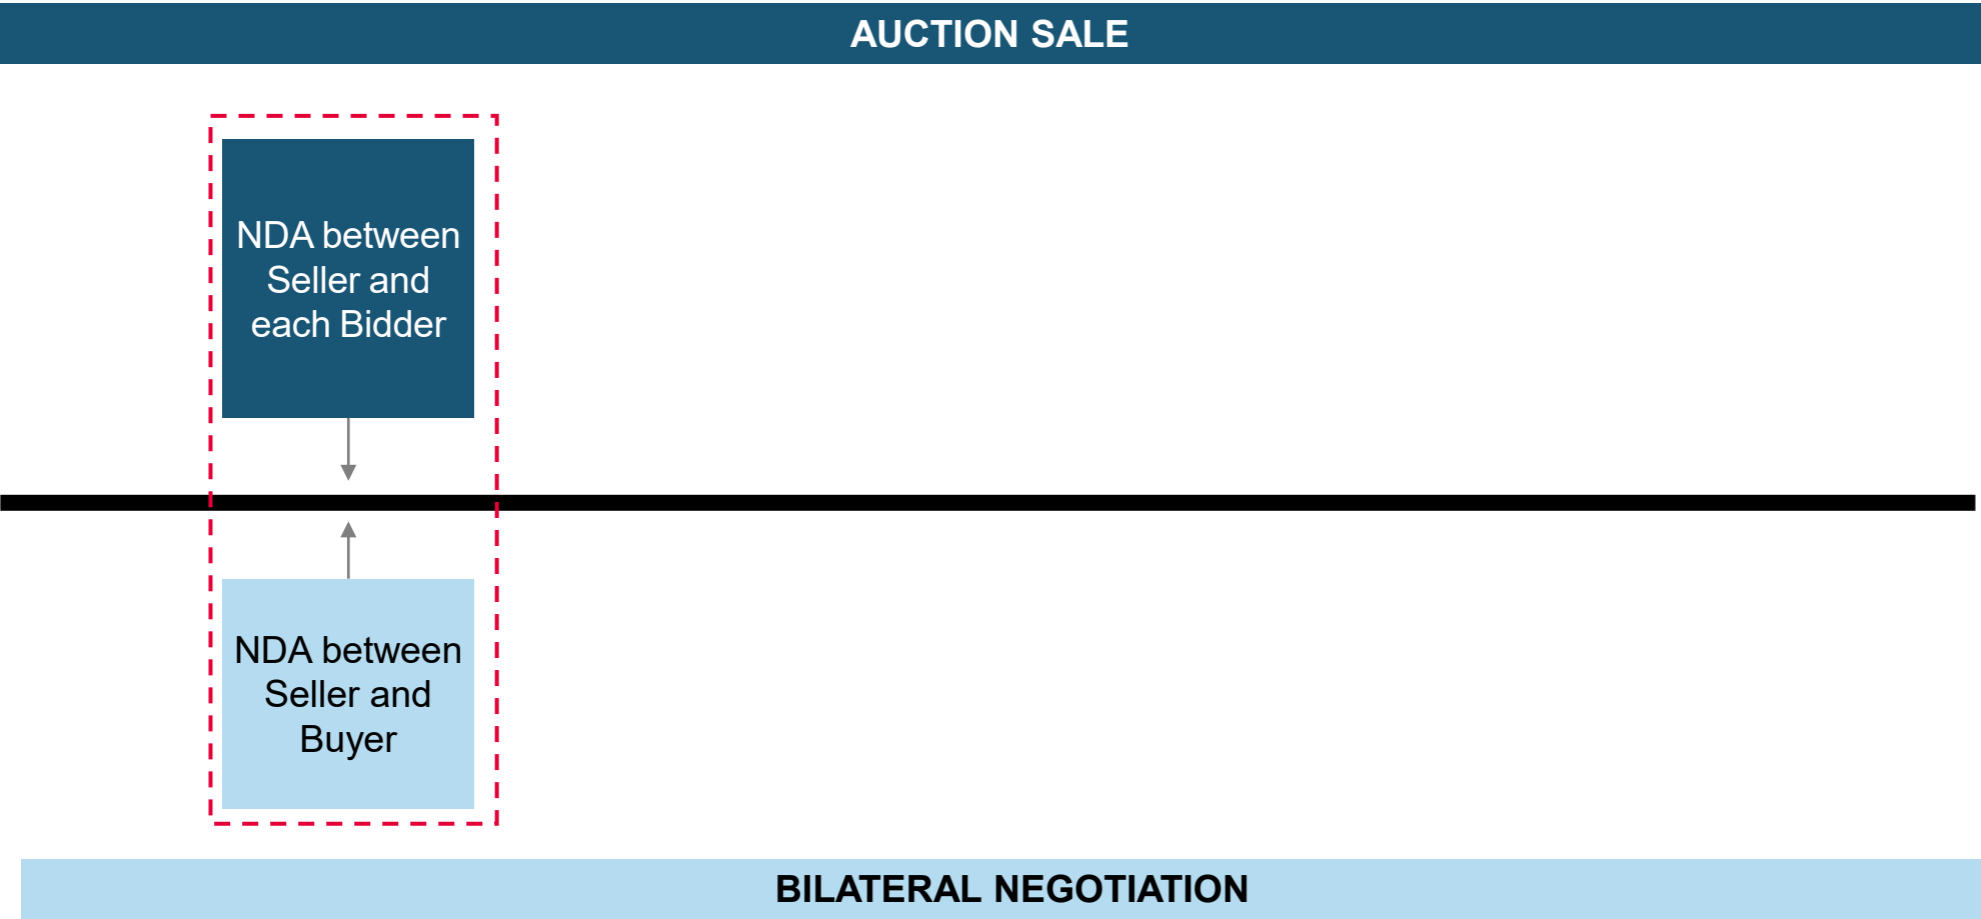 AUCTION SALE
NDA between
Seller and
each Bidder
NDA between
Seller and
Buyer
BILATERAL NEGOTIATION